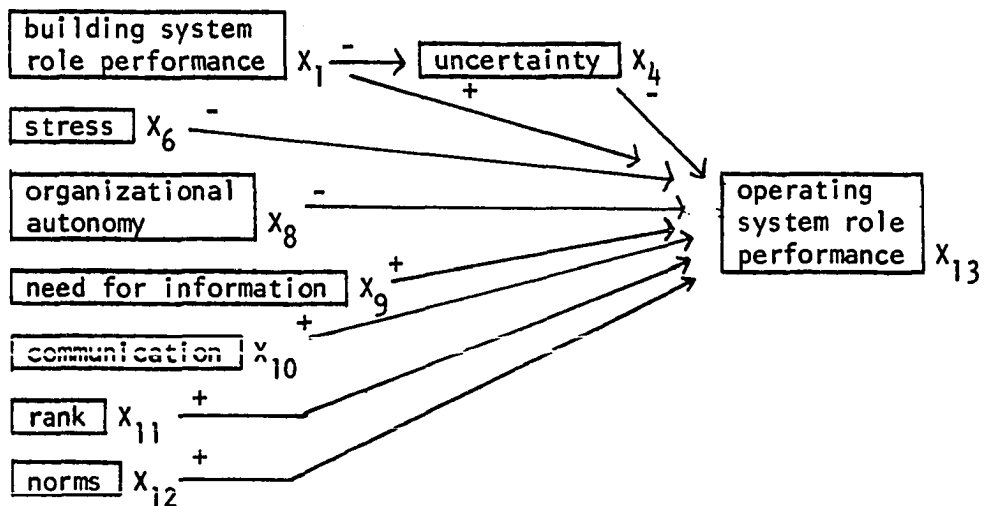 building system
role performance X1 - uncertainty X4
+ -
stress X6 -
organizational
autonomy X8 -
operating
system role
performance X13
need for information X9 +
communication X10 +
rank X11 +
norms X12 +